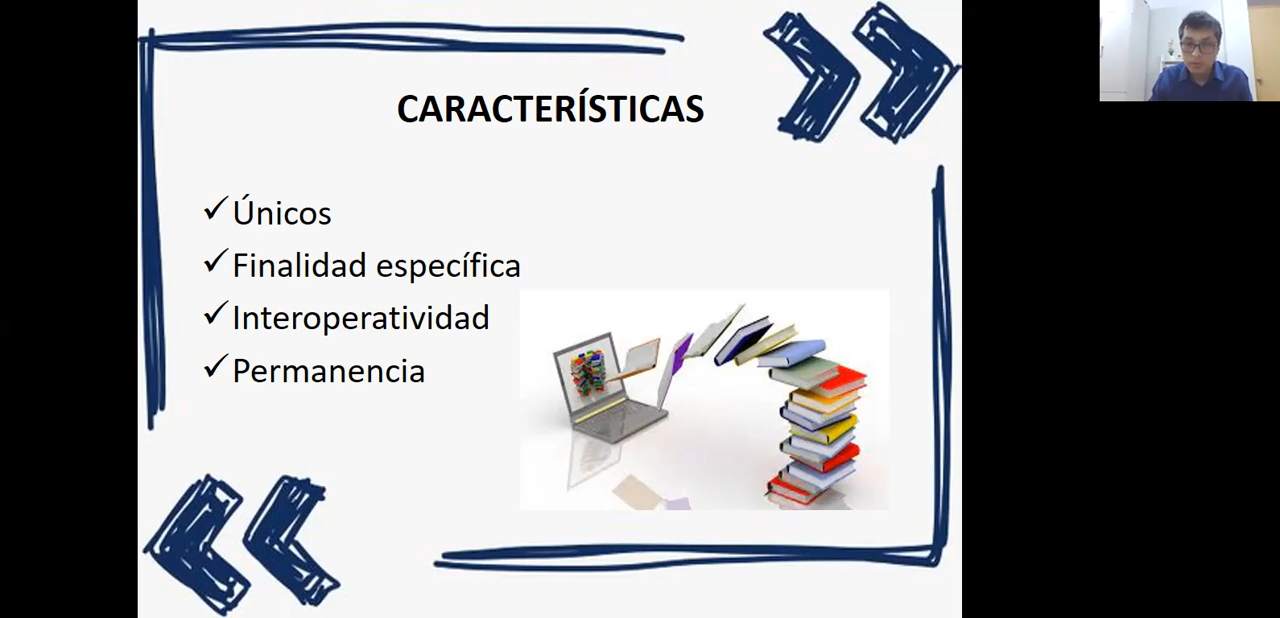 CARACTERÍSTICAS
Únicos
Finalidad específica
Interoperatividad
Permanencia